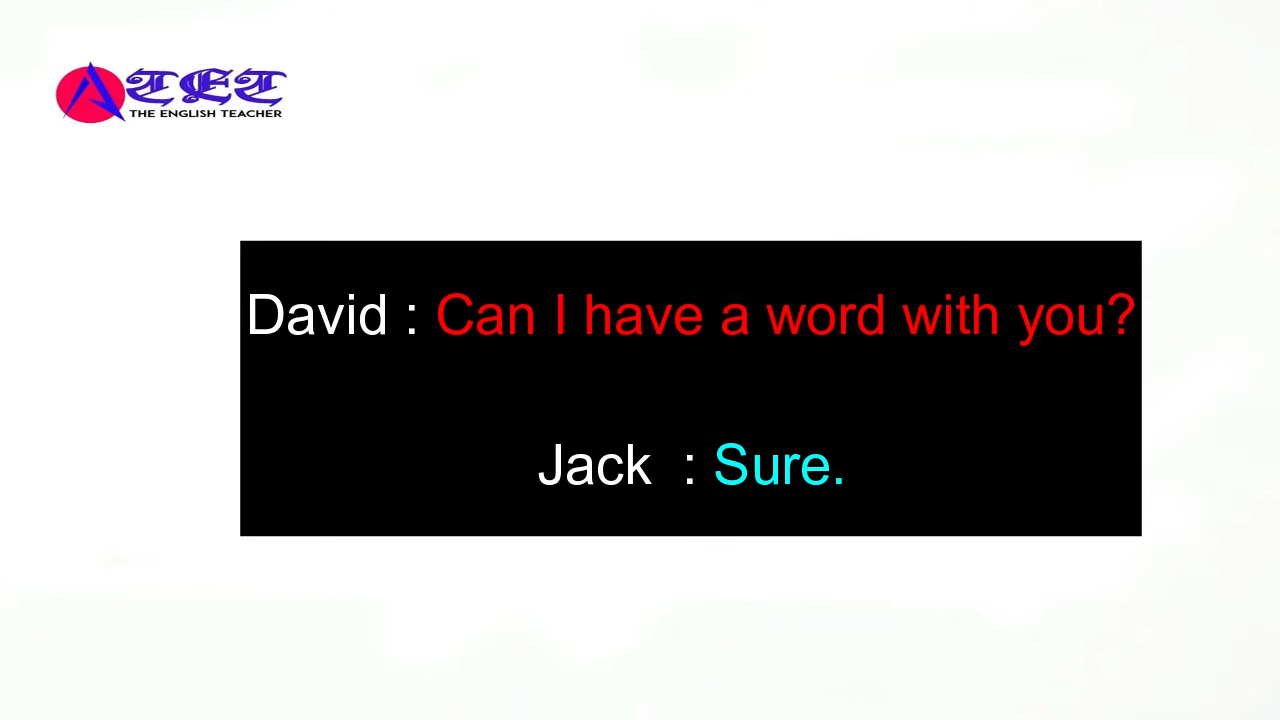 ATET
THE ENGLISH TEACHER
David : Can I have a word with you?
Jack : Sure.